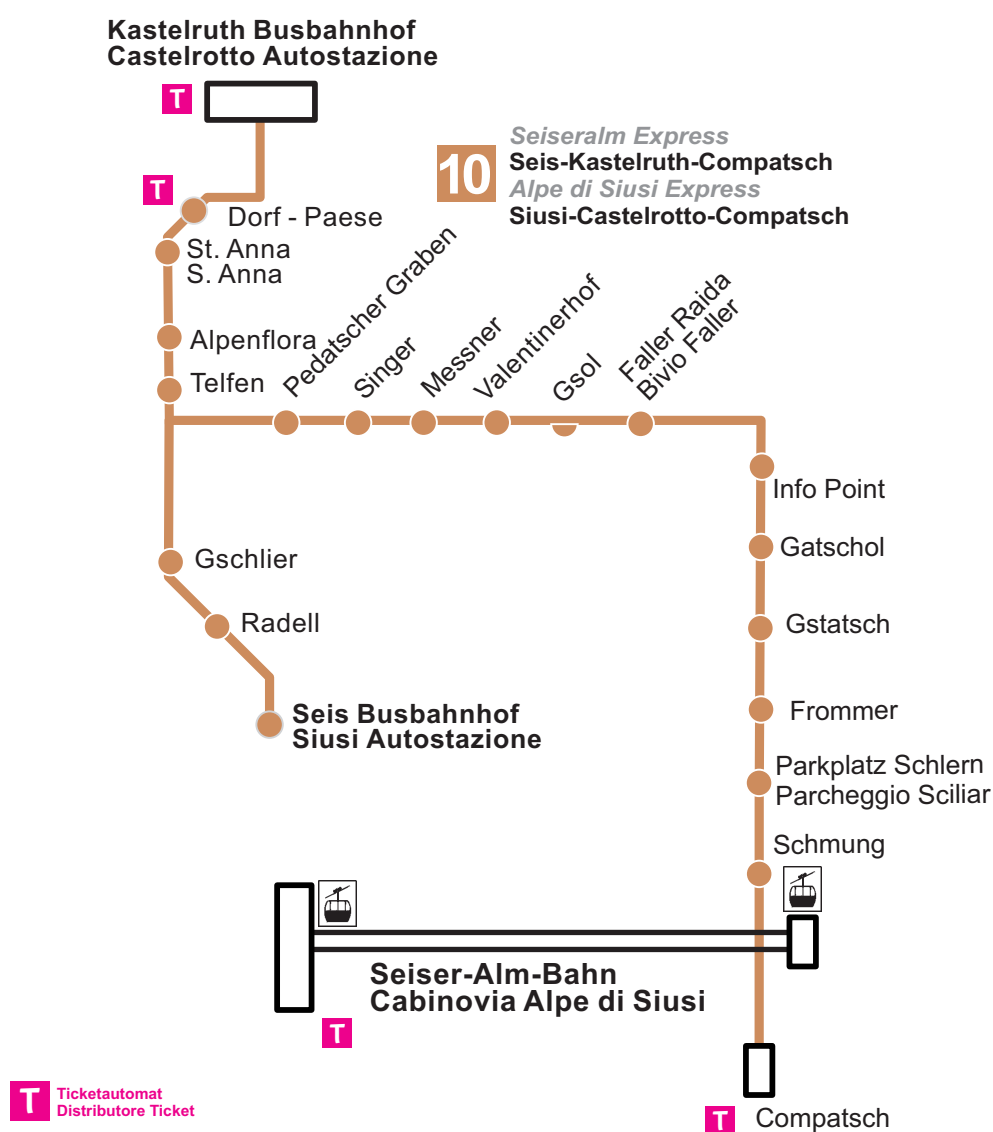 Kastelruth Busbahnhof
Castelrotto Autostazione
T
10
Seiseralm Express
Seis-Kastelruth-Compatsch
Alpe di Siusi Express
Siusi-Castelrotto-Compatsch
T
Dorf - Paese
St. Anna
S. Anna
Alpenflora
Telfen
Pedatscher Graben
Singer
Messner
Valentinerhof
Gsol
Faller Raida
Bivio Faller
Info Point
Gatschol
Gstatsch
Frommer
Parkplatz Schlern
Parcheggio Sciliar
Schmung
Gschlier
Radell
Seis Busbahnhof
Siusi Autostazione
Seiser-Alm-Bahn
Cabinovia Alpe di Siusi
T
T
Compatsch
T
Ticketautomat
Distributore Ticket